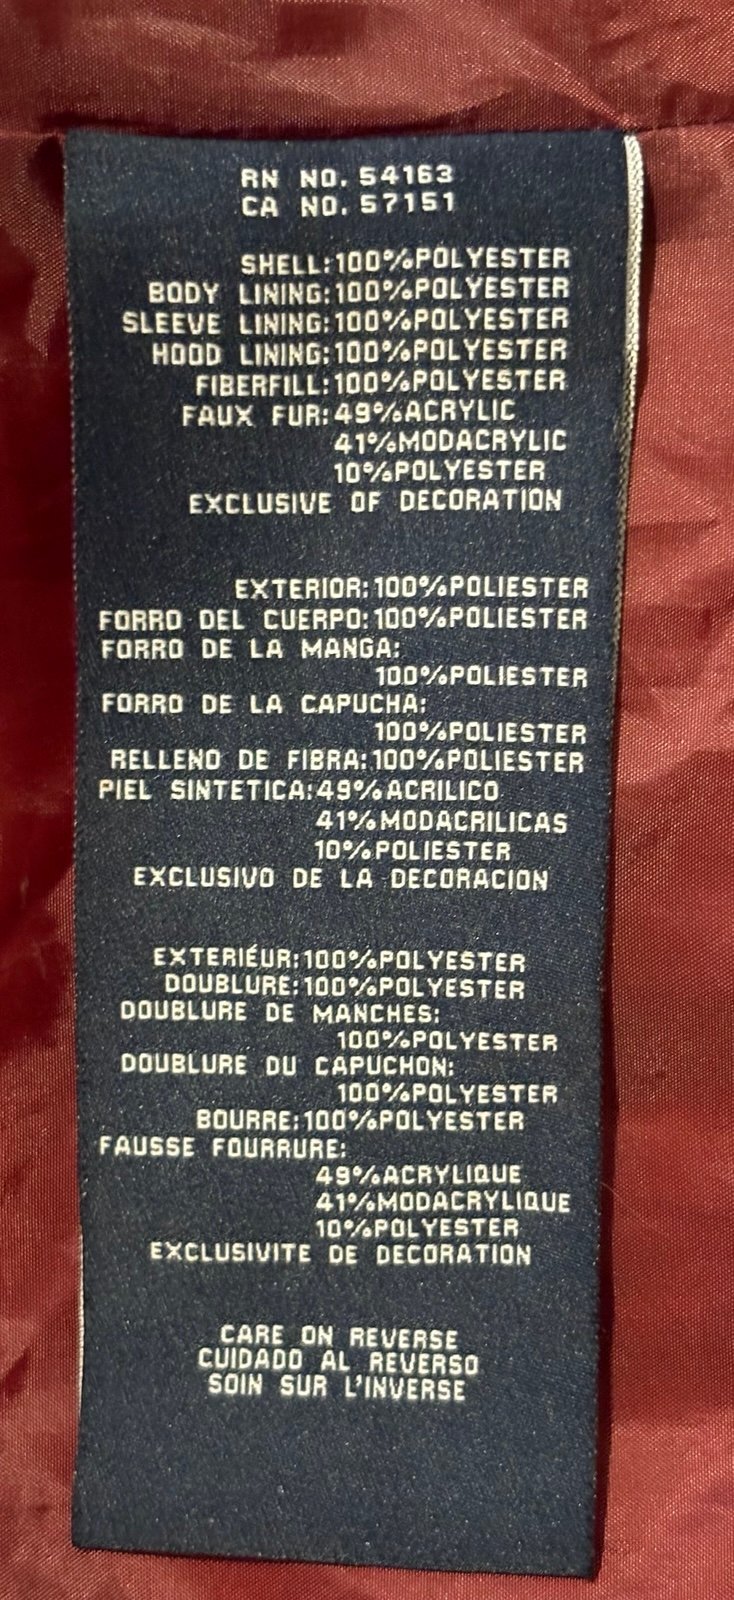 RN NO. 54163
CA NO. 57151
SHELL:100%POLYESTER
BODY LINING:100%POLYESTER
SLEEVE LINING:100%POLYESTER
HOOD LINING:100%POLYESTER
FIBERFILL:100%POLYESTER
FAUX FUR:49%ACRYLIC
41%MODACRYLIC
10%POLYESTER
EXCLUSIVE OF DECORATION
EXTERIOR:100%POLIESTER
FORRO DEL CUERPO:100%POLIESTER
FORRO DE LA MANGA:
100%POLIESTER
FORRO DE LA CAPUCHA:
100%POLIESTER
RELLENO DE FIBRA:100%POLIESTER
PIEL SINTETICA:49%ACRILICO
41%MODACRILICAS
10%POLIESTER
EXCLUSIVO DE LA DECORACION
EXTERIÉUR:100%POLYESTER
DOUBLURE:100%POLYESTER
DOUBLURE DE MANCHES:
100%POLYESTER
DOUBLURE DU CAPUCHON:
100%POLYESTER
BOURRE:100%POLYESTER
FAUSSE FOURRURE:
49%ACRYLIQUE
41%MODACRYLIQUE
10%POLYESTER
EXCLUSIVITE DE DECORATION
CARE ON REVERSE
CUIDADO AL REVERSO
SOIN SUR L'INVERSE